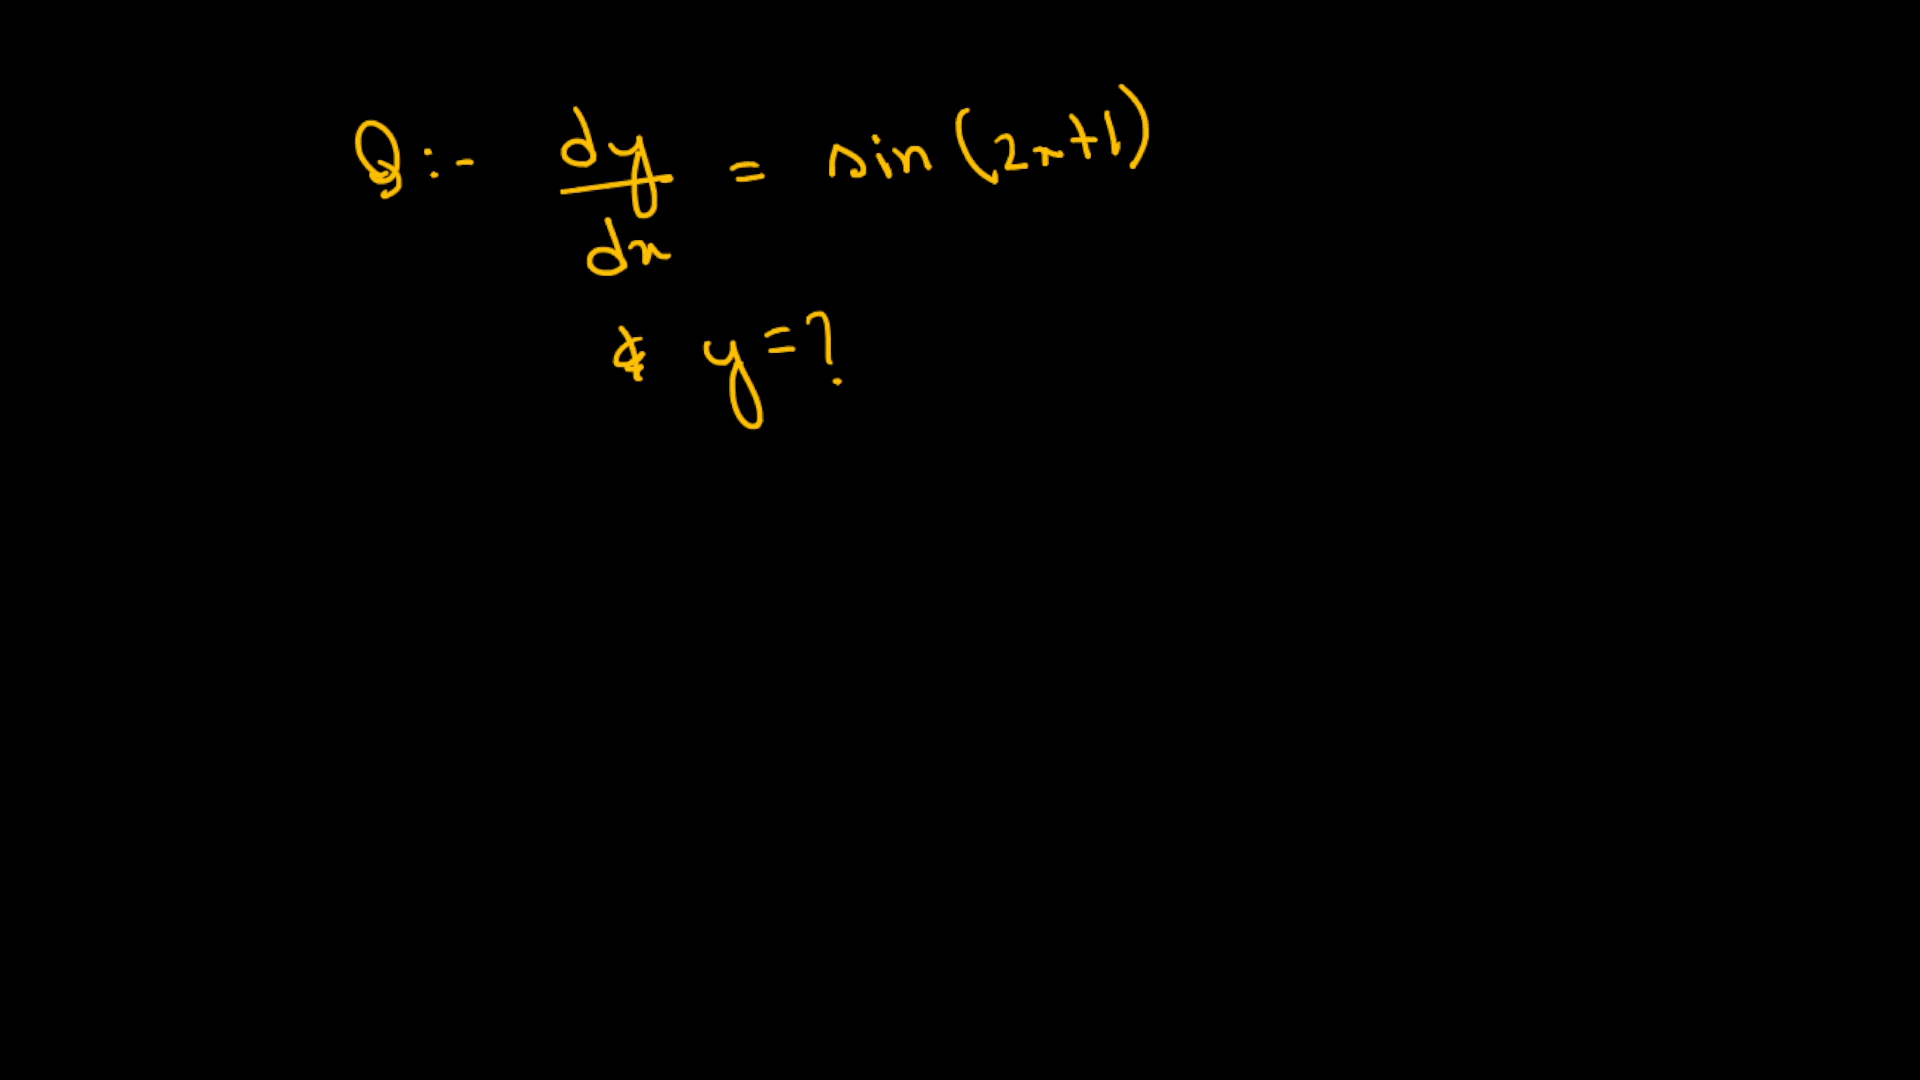 Q:- dy/dx = sin(2x+1)
& y=?